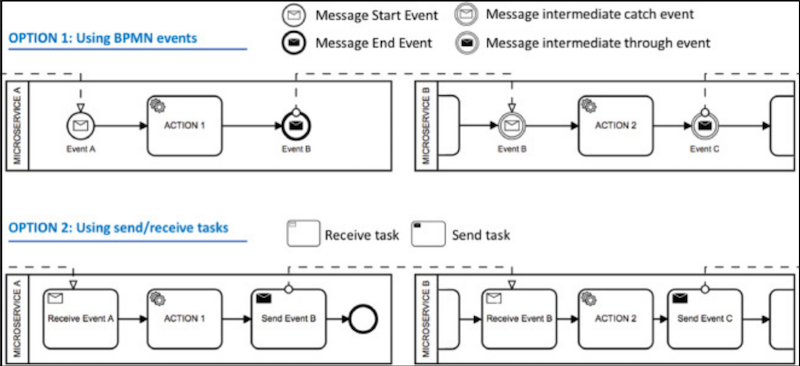 OPTION 1: Using BPMN events
Message Start Event
Message intermediate catch event
Message End Event
Message intermediate through event
MICROSERVICE A
ACTION 1
Event A
Event B
MICROSERVICE B
ACTION 2
Event B
Event C
OPTION 2: Using send/receive tasks
Receive task
Send task
MICROSERVICE A
Receive Event A
ACTION 1
Send Event B
MICROSERVICE B
Receive Event B
ACTION 2
Send Event C